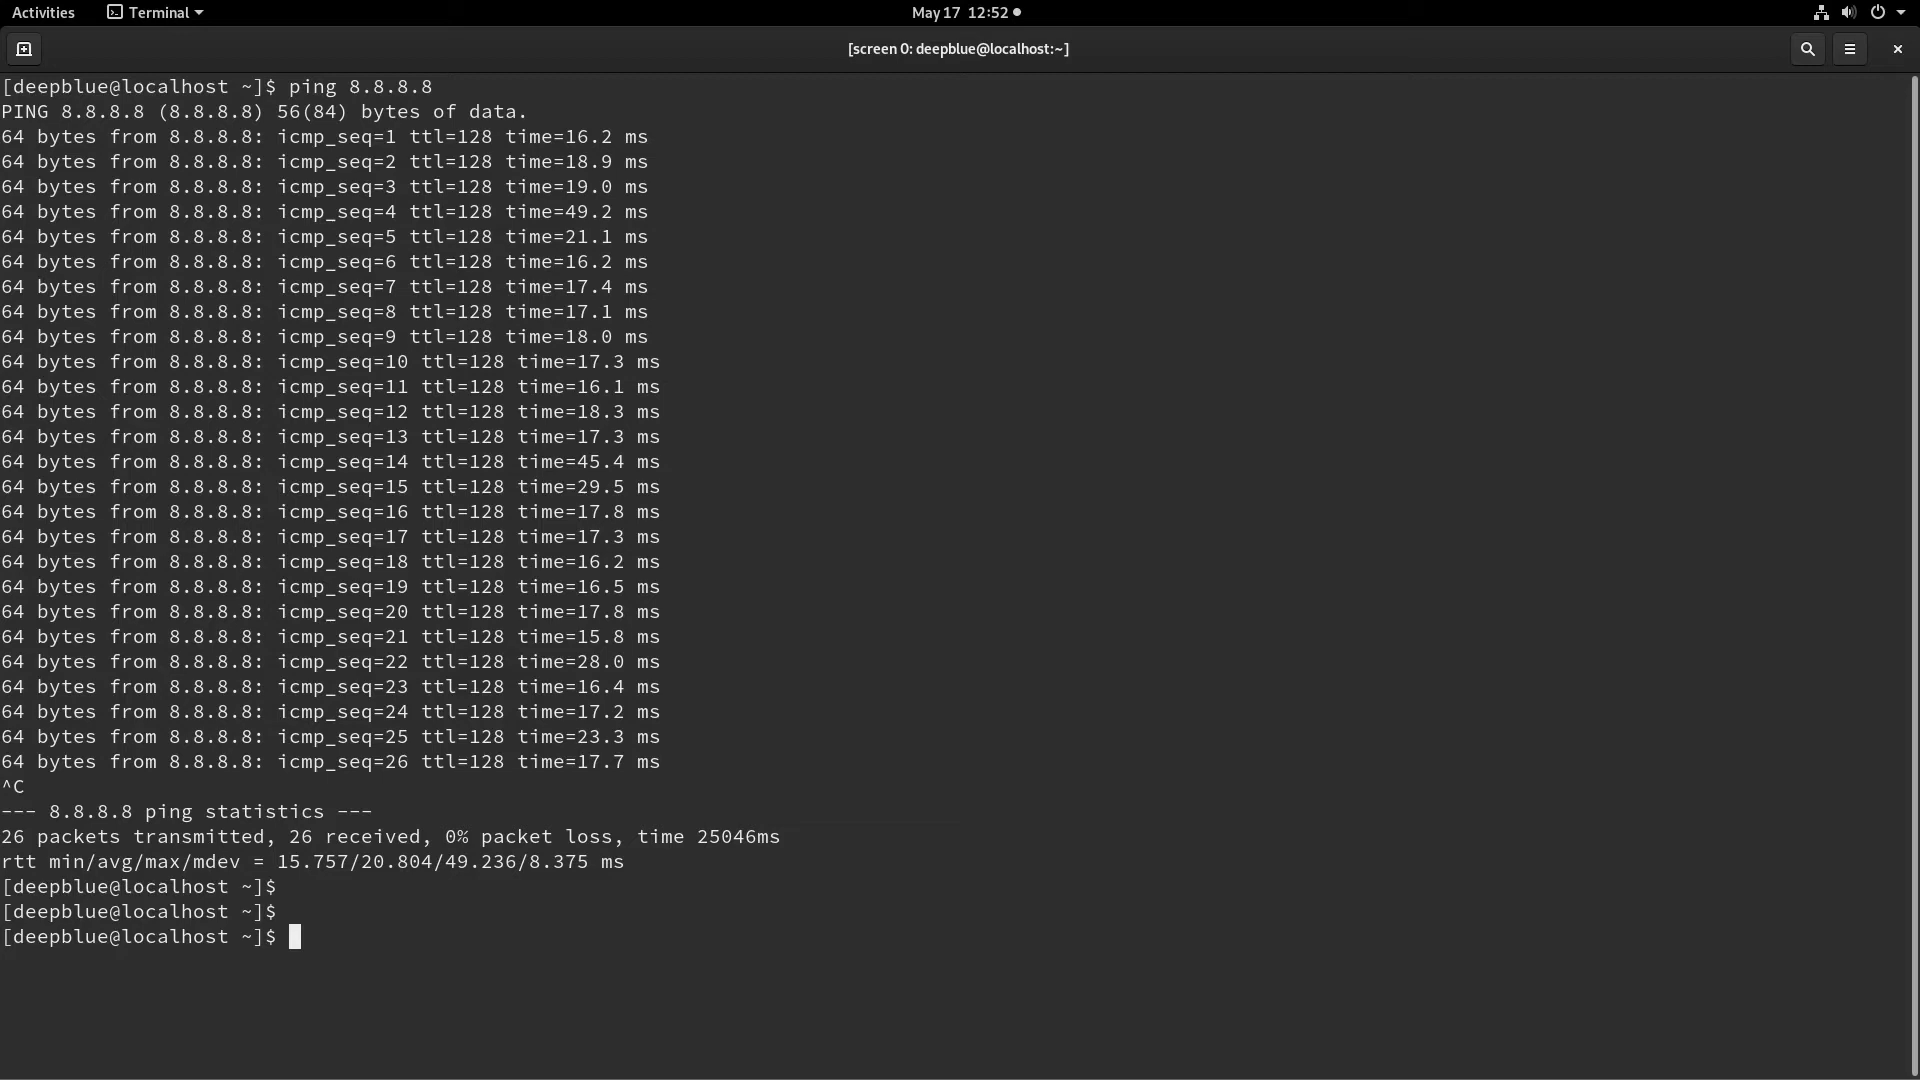 Activities Terminal May 17 12:52
[screen 0: deepblue@localhost:~]
[deepblue@localhost ~]$ ping 8.8.8.8
PING 8.8.8.8 (8.8.8.8) 56(84) bytes of data.
64 bytes from 8.8.8.8: icmp_seq=1 ttl=128 time=16.2 ms
64 bytes from 8.8.8.8: icmp_seq=2 ttl=128 time=18.9 ms
64 bytes from 8.8.8.8: icmp_seq=3 ttl=128 time=19.0 ms
64 bytes from 8.8.8.8: icmp_seq=4 ttl=128 time=49.2 ms
64 bytes from 8.8.8.8: icmp_seq=5 ttl=128 time=21.1 ms
64 bytes from 8.8.8.8: icmp_seq=6 ttl=128 time=16.2 ms
64 bytes from 8.8.8.8: icmp_seq=7 ttl=128 time=17.4 ms
64 bytes from 8.8.8.8: icmp_seq=8 ttl=128 time=17.1 ms
64 bytes from 8.8.8.8: icmp_seq=9 ttl=128 time=18.0 ms
64 bytes from 8.8.8.8: icmp_seq=10 ttl=128 time=17.3 ms
64 bytes from 8.8.8.8: icmp_seq=11 ttl=128 time=16.1 ms
64 bytes from 8.8.8.8: icmp_seq=12 ttl=128 time=18.3 ms
64 bytes from 8.8.8.8: icmp_seq=13 ttl=128 time=17.3 ms
64 bytes from 8.8.8.8: icmp_seq=14 ttl=128 time=45.4 ms
64 bytes from 8.8.8.8: icmp_seq=15 ttl=128 time=29.5 ms
64 bytes from 8.8.8.8: icmp_seq=16 ttl=128 time=17.8 ms
64 bytes from 8.8.8.8: icmp_seq=17 ttl=128 time=17.3 ms
64 bytes from 8.8.8.8: icmp_seq=18 ttl=128 time=16.2 ms
64 bytes from 8.8.8.8: icmp_seq=19 ttl=128 time=16.5 ms
64 bytes from 8.8.8.8: icmp_seq=20 ttl=128 time=17.8 ms
64 bytes from 8.8.8.8: icmp_seq=21 ttl=128 time=15.8 ms
64 bytes from 8.8.8.8: icmp_seq=22 ttl=128 time=28.0 ms
64 bytes from 8.8.8.8: icmp_seq=23 ttl=128 time=16.4 ms
64 bytes from 8.8.8.8: icmp_seq=24 ttl=128 time=17.2 ms
64 bytes from 8.8.8.8: icmp_seq=25 ttl=128 time=23.3 ms
64 bytes from 8.8.8.8: icmp_seq=26 ttl=128 time=17.7 ms
^C
--- 8.8.8.8 ping statistics ---
26 packets transmitted, 26 received, 0% packet loss, time 25046ms
rtt min/avg/max/mdev = 15.757/20.804/49.236/8.375 ms
[deepblue@localhost ~]$
[deepblue@localhost ~]$
[deepblue@localhost ~]$